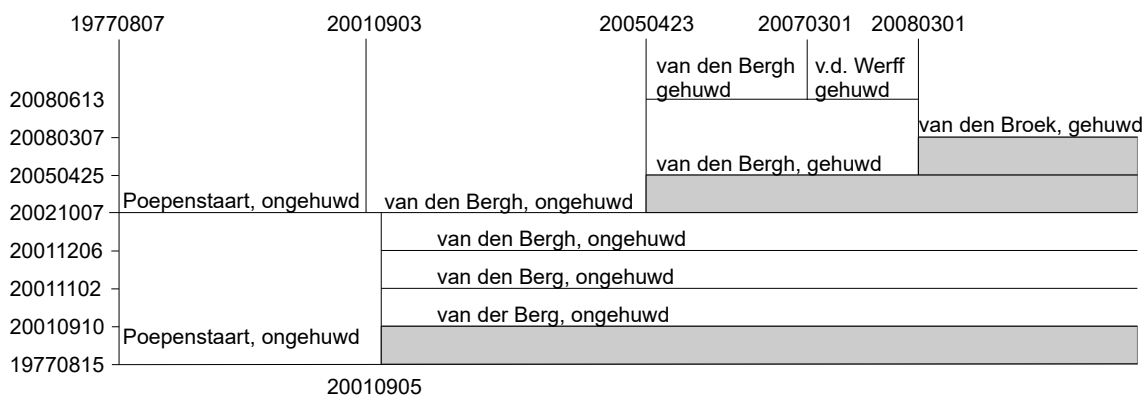 19770807 20010903 20050423 20070301 20080301
van den Bergh v.d. Werff
gehuwd gehuwd
20080613
van den Broek, gehuwd
20080307
van den Bergh, gehuwd
20050425
Poepenstaart, ongehuwd van den Bergh, ongehuwd
20021007
van den Bergh, ongehuwd
20011206
van den Berg, ongehuwd
20011102
van der Berg, ongehuwd
20010910
Poepenstaart, ongehuwd
19770815
20010905